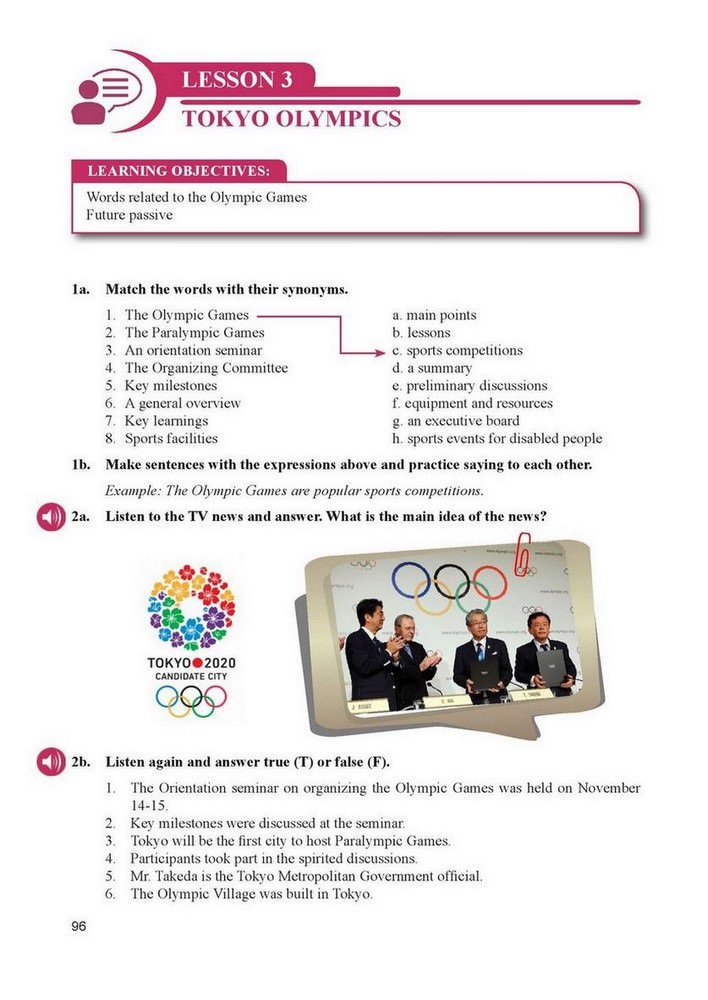 LESSON 3
TOKYO OLYMPICS
LEARNING OBJECTIVES:
Words related to the Olympic Games
Future passive
1a. Match the words with their synonyms.
1. The Olympic Games
2. The Paralympic Games
3. An orientation seminar
4. The Organizing Committee
5. Key milestones
6. A general overview
7. Key learnings
8. Sports facilities
a. main points
b. lessons
c. sports competitions
d. a summary
e. preliminary discussions
f. equipment and resources
g. an executive board
h. sports events for disabled people
1b. Make sentences with the expressions above and practice saying to each other.
Example: The Olympic Games are popular sports competitions.
2a. Listen to the TV news and answer. What is the main idea of the news?
TOKYO 2020
CANDIDATE CITY
2b. Listen again and answer true (T) or false (F).
1. The Orientation seminar on organizing the Olympic Games was held on November
14-15.
2. Key milestones were discussed at the seminar.
3. Tokyo will be the first city to host Paralympic Games.
4. Participants took part in the spirited discussions.
5. Mr. Takeda is the Tokyo Metropolitan Government official.
6. The Olympic Village was built in Tokyo.
96